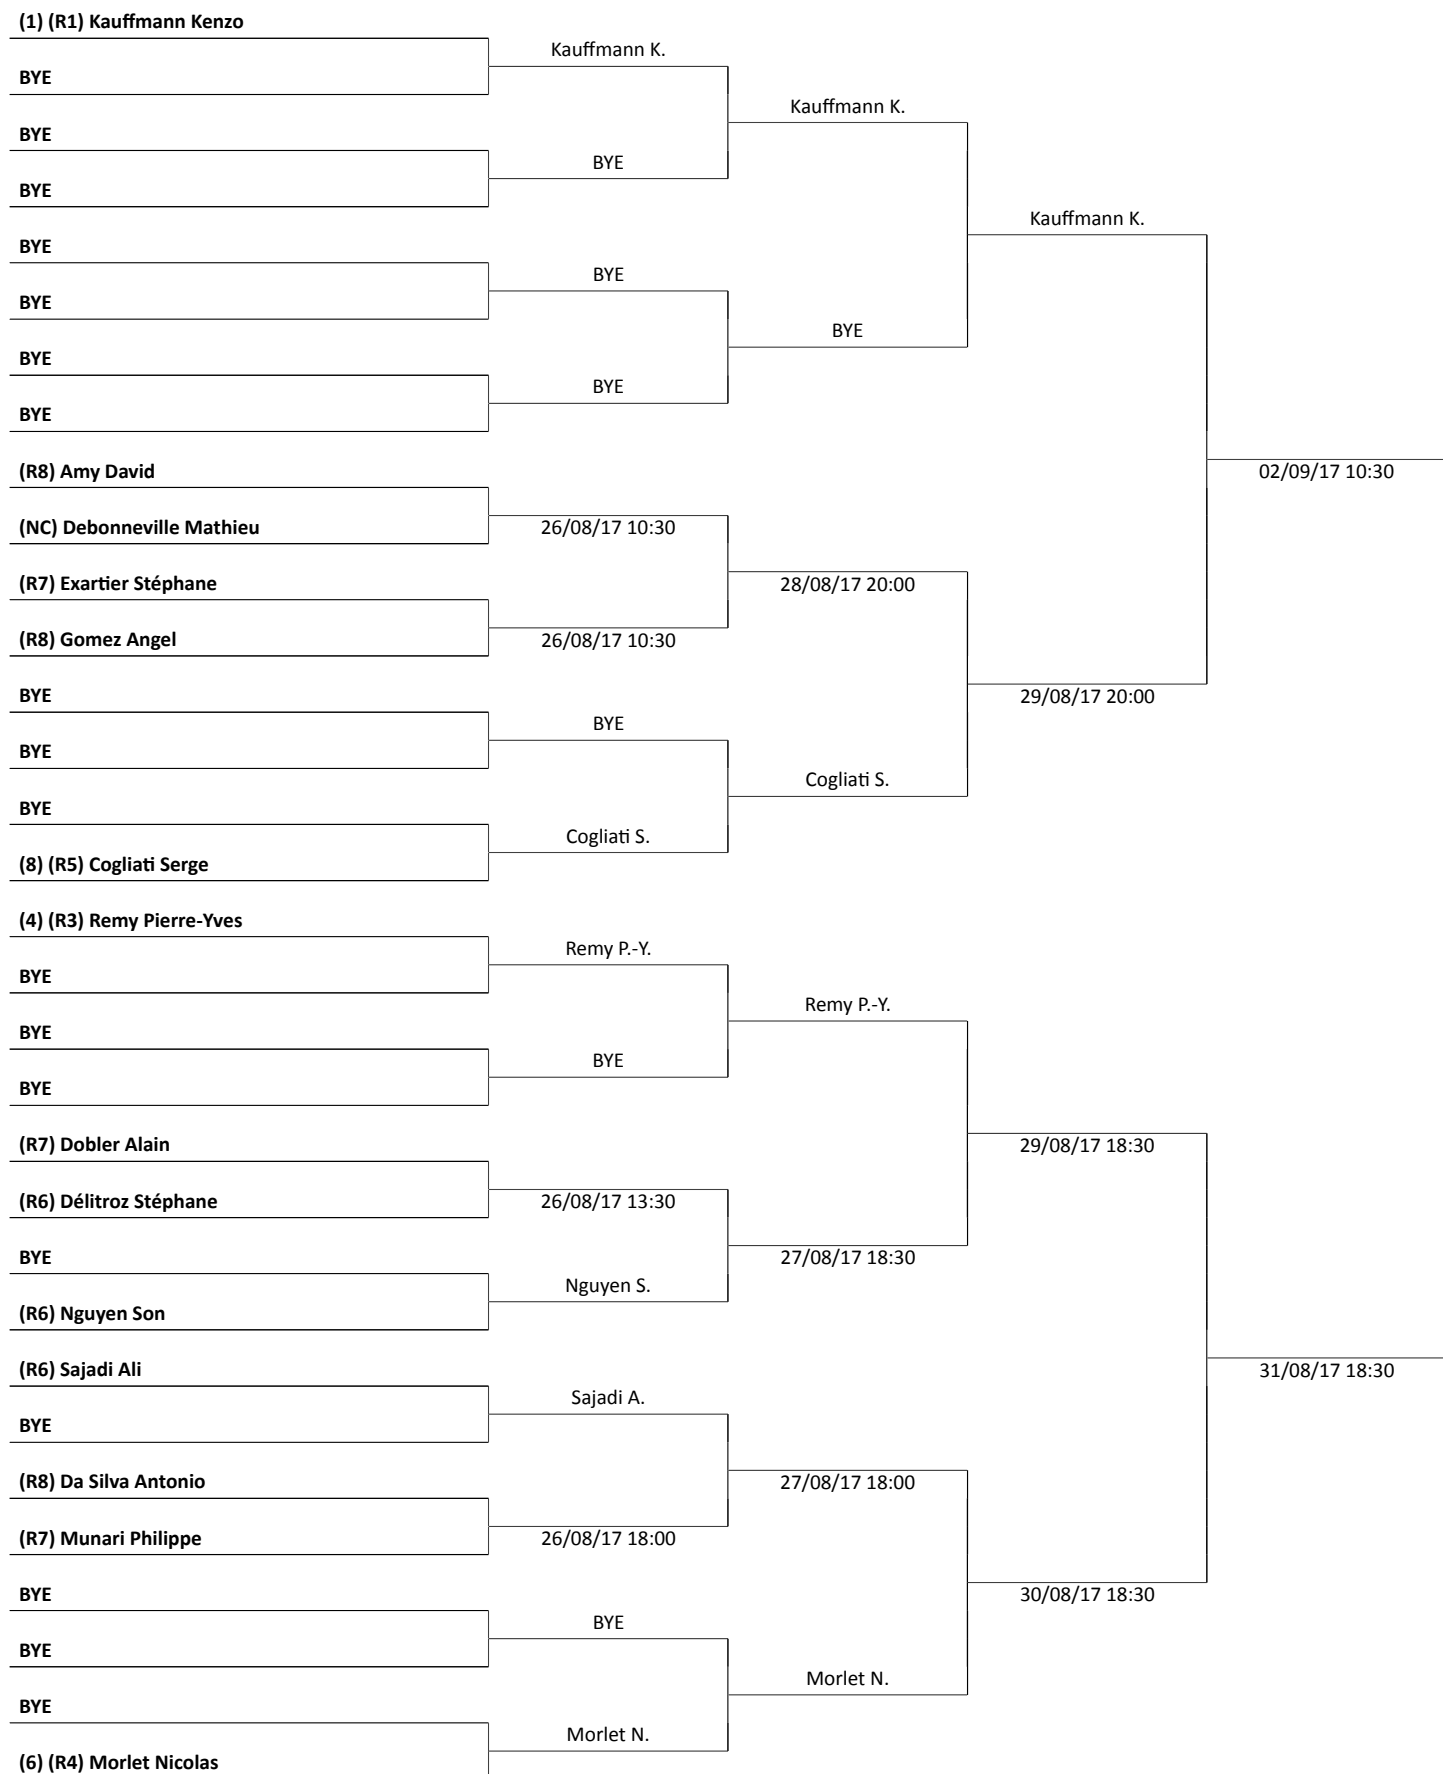 (1) (R1) Kauffmann Kenzo
Kauffmann K.
BYE
Kauffmann K.
BYE
BYE
BYE
Kauffmann K.
BYE
BYE
BYE
BYE
BYE
BYE
BYE
(R8) Amy David
02/09/17 10:30
(NC) Debonneville Mathieu
26/08/17 10:30
(R7) Exartier Stéphane
28/08/17 20:00
(R8) Gomez Angel
26/08/17 10:30
BYE
29/08/17 20:00
BYE
BYE
Cogliati S.
BYE
Cogliati S.
(8) (R5) Cogliati Serge
(4) (R3) Remy Pierre-Yves
Remy P.-Y.
BYE
Remy P.-Y.
BYE
BYE
BYE
(R7) Dobler Alain
29/08/17 18:30
(R6) Délitroz Stéphane
26/08/17 13:30
BYE
27/08/17 18:30
Nguyen S.
(R6) Nguyen Son
(R6) Sajadi Ali
31/08/17 18:30
Sajadi A.
BYE
(R8) Da Silva Antonio
27/08/17 18:00
(R7) Munari Philippe
26/08/17 18:00
BYE
30/08/17 18:30
BYE
BYE
Morlet N.
BYE
Morlet N.
(6) (R4) Morlet Nicolas